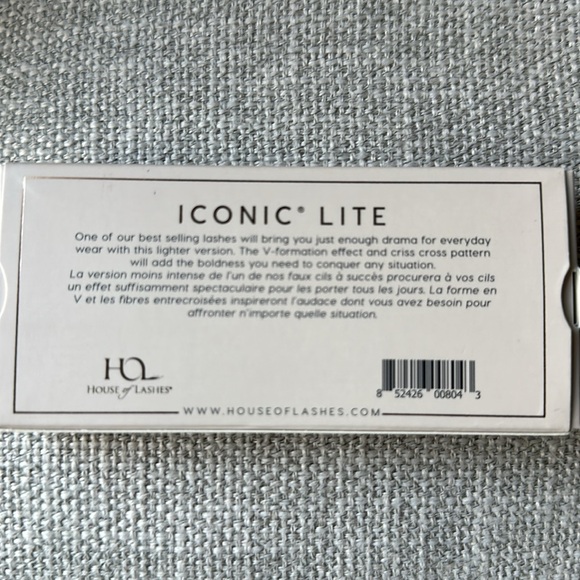 ICONIC® LITE
One of our best selling lashes will bring you just enough drama for everyday
wear with this lighter version. The V-formation effect and criss cross pattern
will add the boldness you need to conquer any situation.
La version moins intense de l'un de nos faux cils à succès procurera à vos cils
un effet suffisamment spectaculaire pour les porter tous les jours. La forme en
V et les fibres entrecroisées inspireront l'audace dont vous avez besoin pour
affronter n'importe quelle situation.
HOL
HOUSE of LASHES®
8 52426 00804 3
WWW.HOUSEOFLASHES.COM